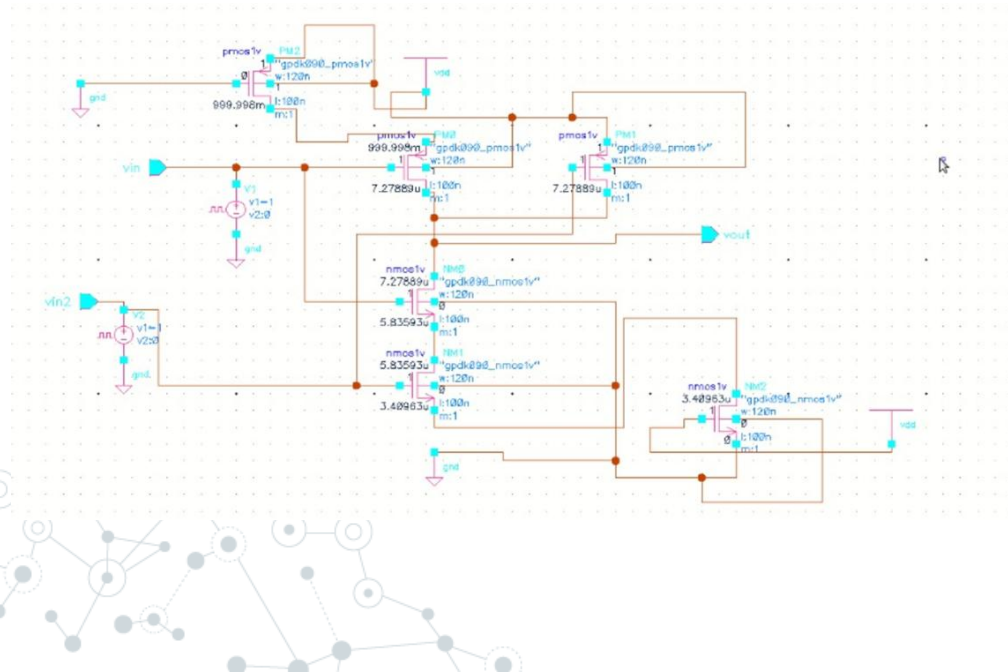 pmos1v PM2
1 "gpdk090_pmos1v"
0 w:120n
1
gnd
l:100n
999.998m
m:1
vdd
pmos1v PM0
999.998m "gpdk090_pmos1v"
1 w:120n
1
l:100n
7.27889u m:1
pmos1v PM1
1 "gpdk090_pmos1v"
1 w:120n
1
l:100n
7.27889u m:1
vin
v1=1
v2:0
gnd
vout
nmos1v NM0
7.27889u "gpdk090_nmos1v"
1 w:120n
0
l:100n
5.83593u m:1
vin2
V2
v1=1
v2:0
gnd
nmos1v
5.83593u NM1
"gpdk090_nmos1v"
1 w:120n
0
l:100n
3.40963u m:1
nmos1v NM2
3.40963u "gpdk090_nmos1v"
1 w:120n
0
0 l:100n
m:1
vdd
gnd